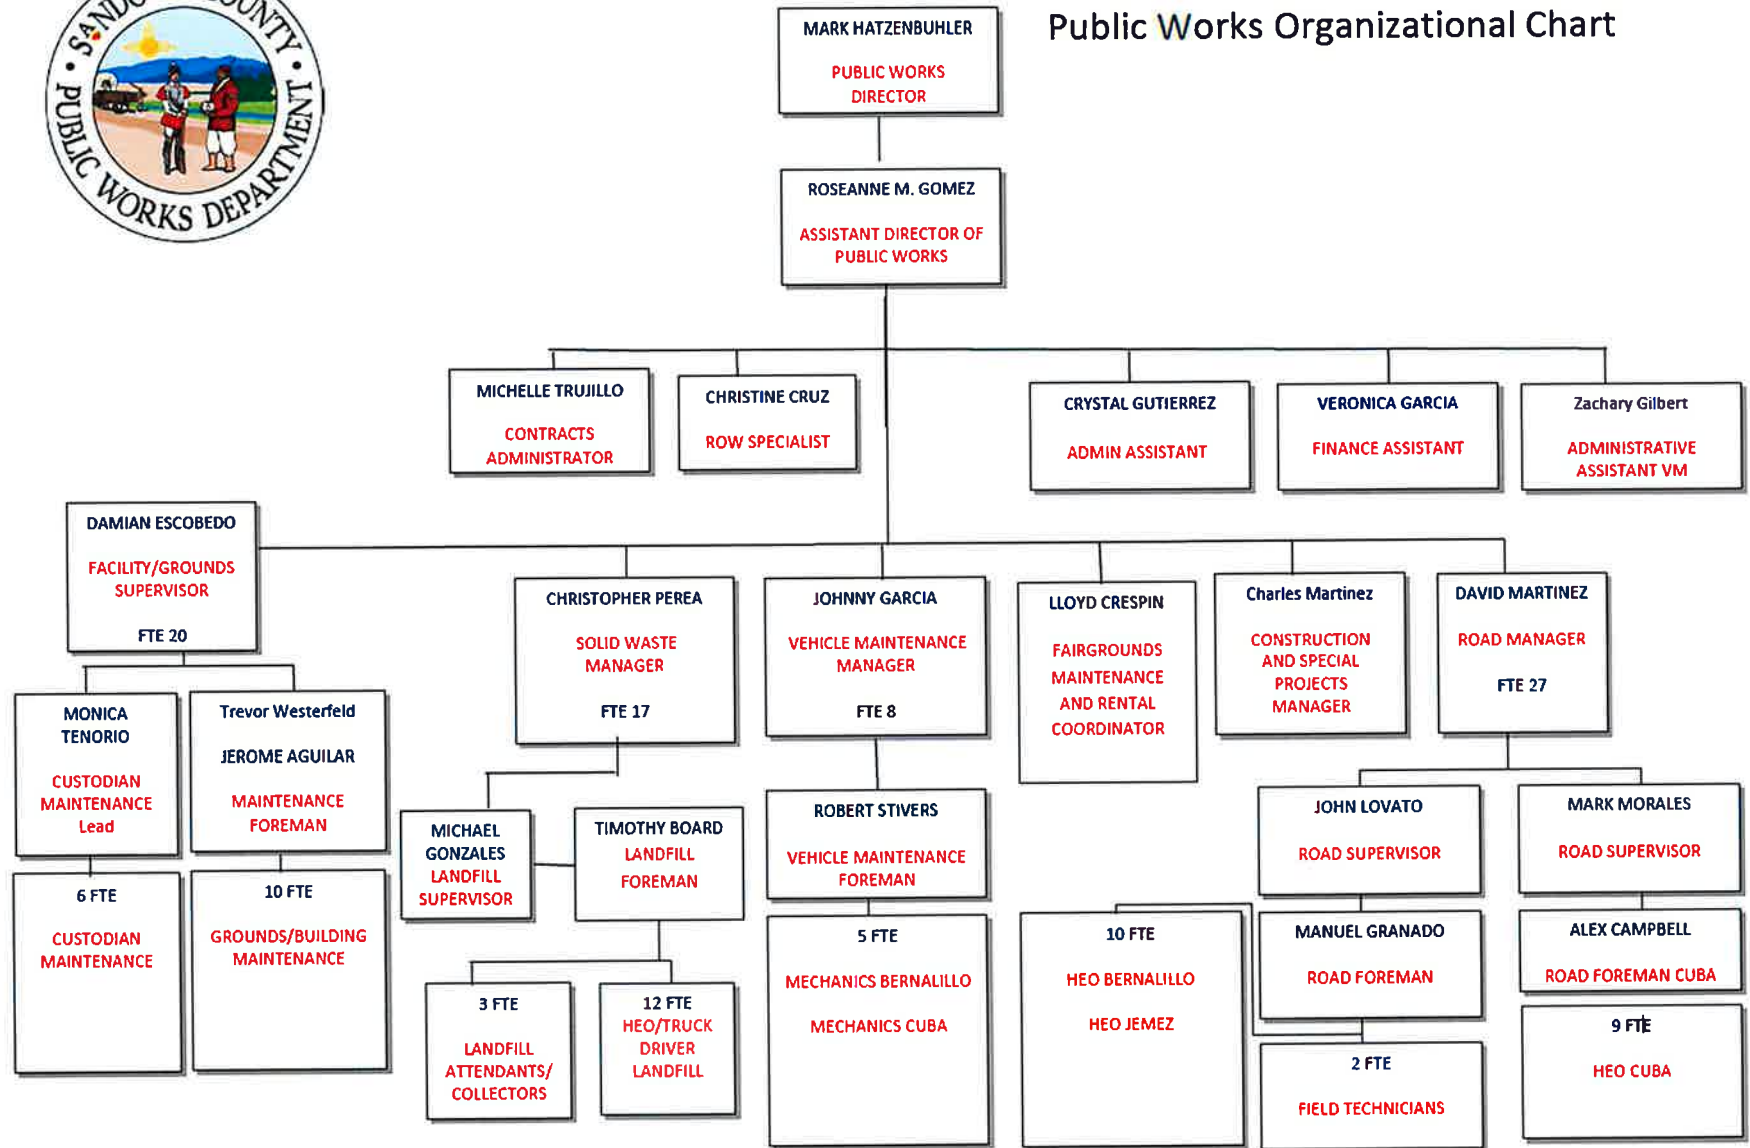 COUNTY
PUBLIC WORKS DEPARTMENT
Public Works Organizational Chart
MARK HATZENBUHLER
PUBLIC WORKS
DIRECTOR
ROSEANNE M. GOMEZ
ASSISTANT DIRECTOR OF
PUBLIC WORKS
MICHELLE TRUJILLO
CONTRACTS
ADMINISTRATOR
CHRISTINE CRUZ
ROW SPECIALIST
CRYSTAL GUTIERREZ
ADMIN ASSISTANT
VERONICA GARCIA
FINANCE ASSISTANT
Zachary Gilbert
ADMINISTRATIVE
ASSISTANT VM
DAMIAN ESCOBEDO
FACILITY/GROUNDS
SUPERVISOR
FTE 20
CHRISTOPHER PEREA
SOLID WASTE
MANAGER
FTE 17
JOHNNY GARCIA
VEHICLE MAINTENANCE
MANAGER
FTE 8
LLOYD CRESPIN
FAIRGROUNDS
MAINTENANCE
AND RENTAL
COORDINATOR
Charles Martinez
CONSTRUCTION
AND SPECIAL
PROJECTS
MANAGER
DAVID MARTINEZ
ROAD MANAGER
FTE 27
MONICA
TENORIO
CUSTODIAN
MAINTENANCE
Lead
Trevor Westerfeld
JEROME AGUILAR
MAINTENANCE
FOREMAN
MICHAEL
GONZALES
LANDFILL
SUPERVISOR
TIMOTHY BOARD
LANDFILL
FOREMAN
ROBERT STIVERS
VEHICLE MAINTENANCE
FOREMAN
JOHN LOVATO
ROAD SUPERVISOR
MARK MORALES
ROAD SUPERVISOR
6 FTE
CUSTODIAN
MAINTENANCE
10 FTE
GROUNDS/BUILDING
MAINTENANCE
3 FTE
LANDFILL
ATTENDANTS/
COLLECTORS
12 FTE
HEO/TRUCK
DRIVER
LANDFILL
5 FTE
MECHANICS BERNALILLO
MECHANICS CUBA
10 FTE
HEO BERNALILLO
HEO JEMEZ
MANUEL GRANADO
ROAD FOREMAN
2 FTE
FIELD TECHNICIANS
ALEX CAMPBELL
ROAD FOREMAN CUBA
9 FTE
HEO CUBA